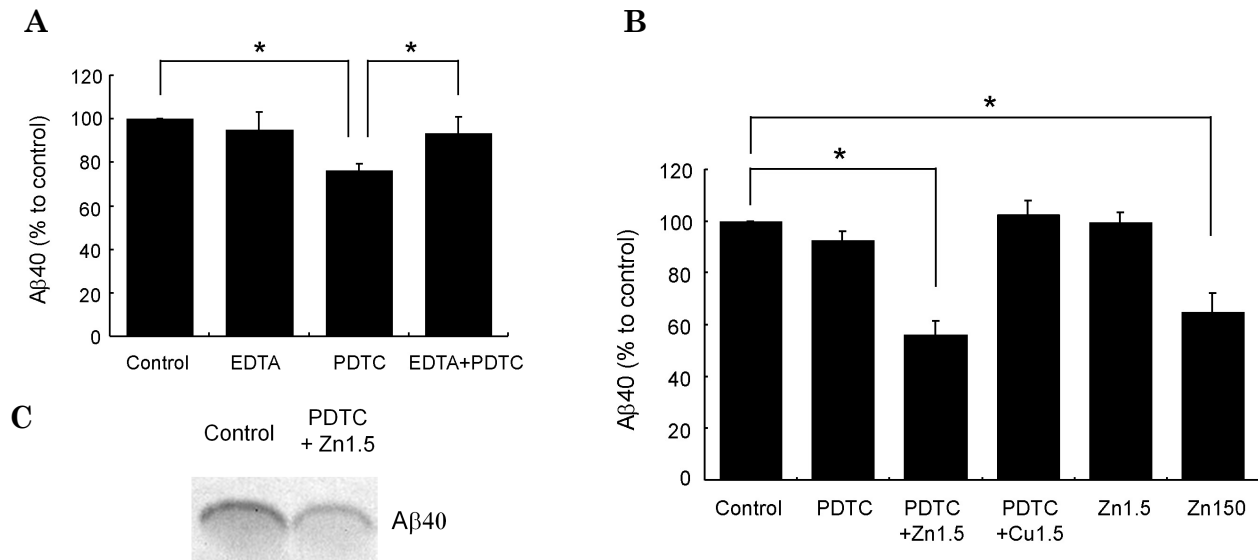 A
*
*
120
100
80
60
40
20
0
Aβ40 (% to control)
Control
EDTA
PDTC
EDTA+PDTC
B
*
*
120
100
80
60
40
20
0
Aβ40 (% to control)
Control
PDTC
PDTC
+Zn1.5
PDTC
+Cu1.5
Zn1.5
Zn150
C
Control
PDTC
+ Zn1.5
Aβ40